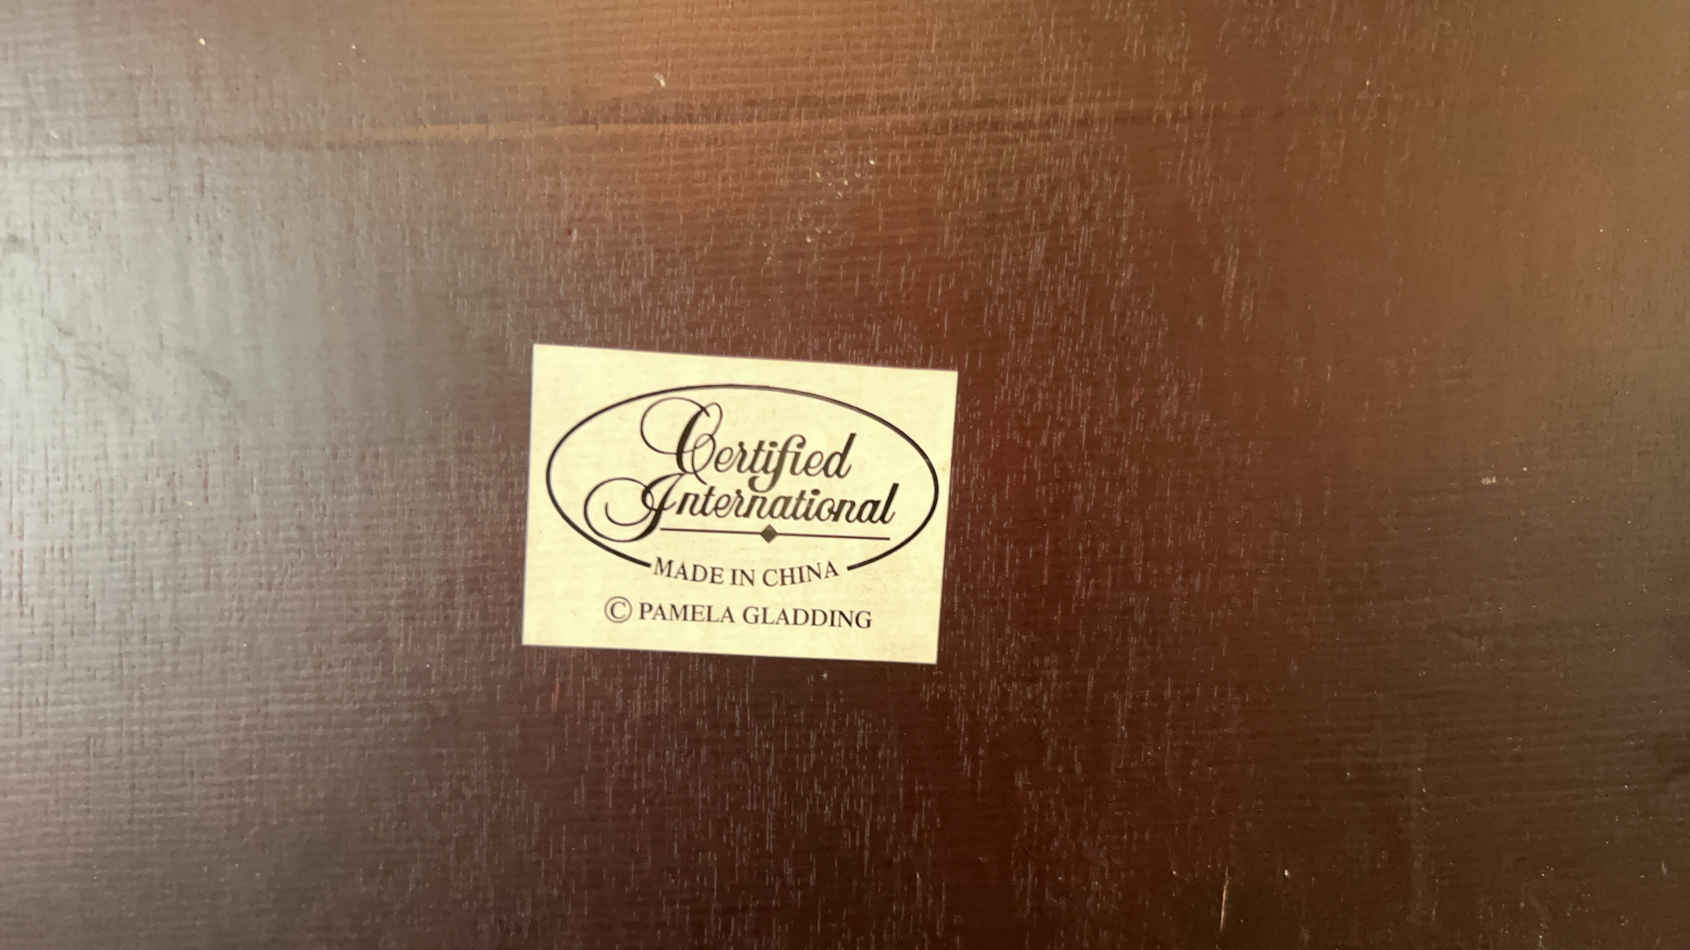 Certified
International
MADE IN CHINA
© PAMELA GLADDING